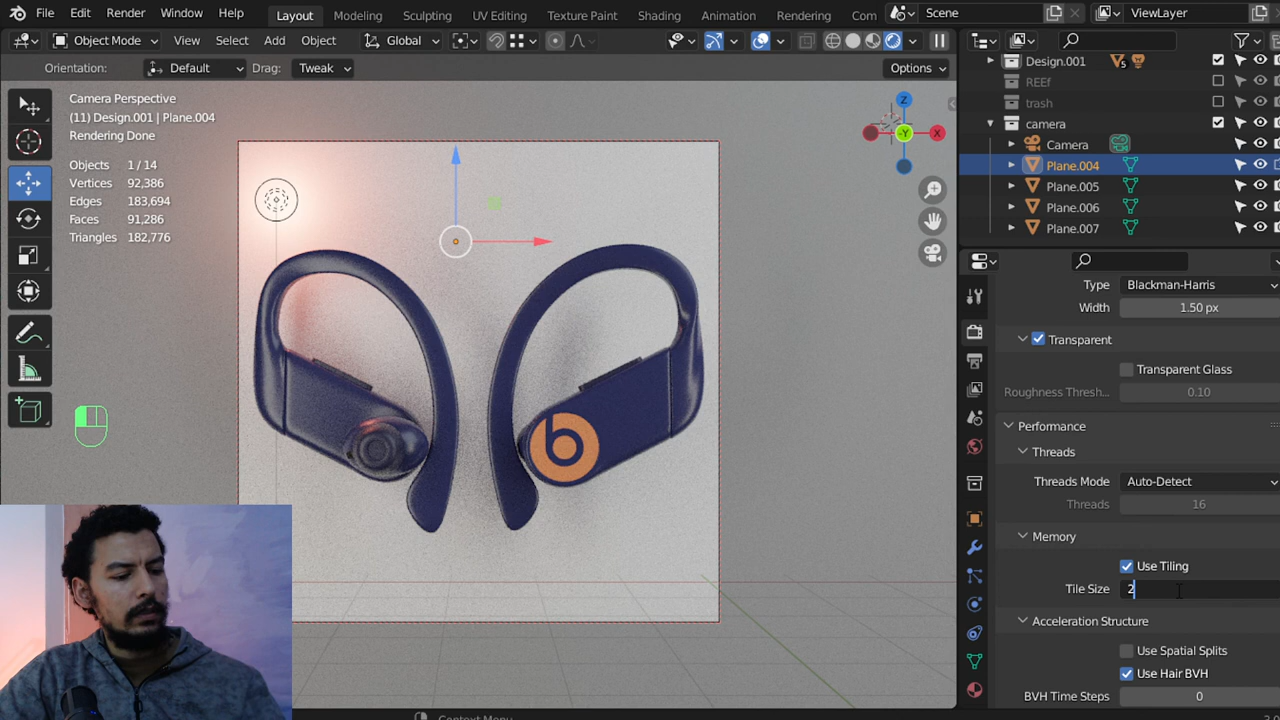 File Edit Render Window Help Layout Modeling Sculpting UV Editing Texture Paint Shading Animation Rendering Com Scene ViewLayer
Object Mode View Select Add Object Global
Orientation: Default Drag: Tweak Options
Camera Perspective
(11) Design.001 | Plane.004
Rendering Done
Objects 1 / 14
Vertices 92,386
Edges 183,694
Faces 91,286
Triangles 182,776
Z
-Y
X
b
Design.001 5
REEf
trash
camera
Camera
Plane.004
Plane.005
Plane.006
Plane.007
Type Blackman-Harris
Width 1.50 px
Transparent
Transparent Glass
Roughness Thresh... 0.10
Performance
Threads
Threads Mode Auto-Detect
Threads 16
Memory
Use Tiling
Tile Size 2
Acceleration Structure
Use Spatial Splits
Use Hair BVH
BVH Time Steps 0